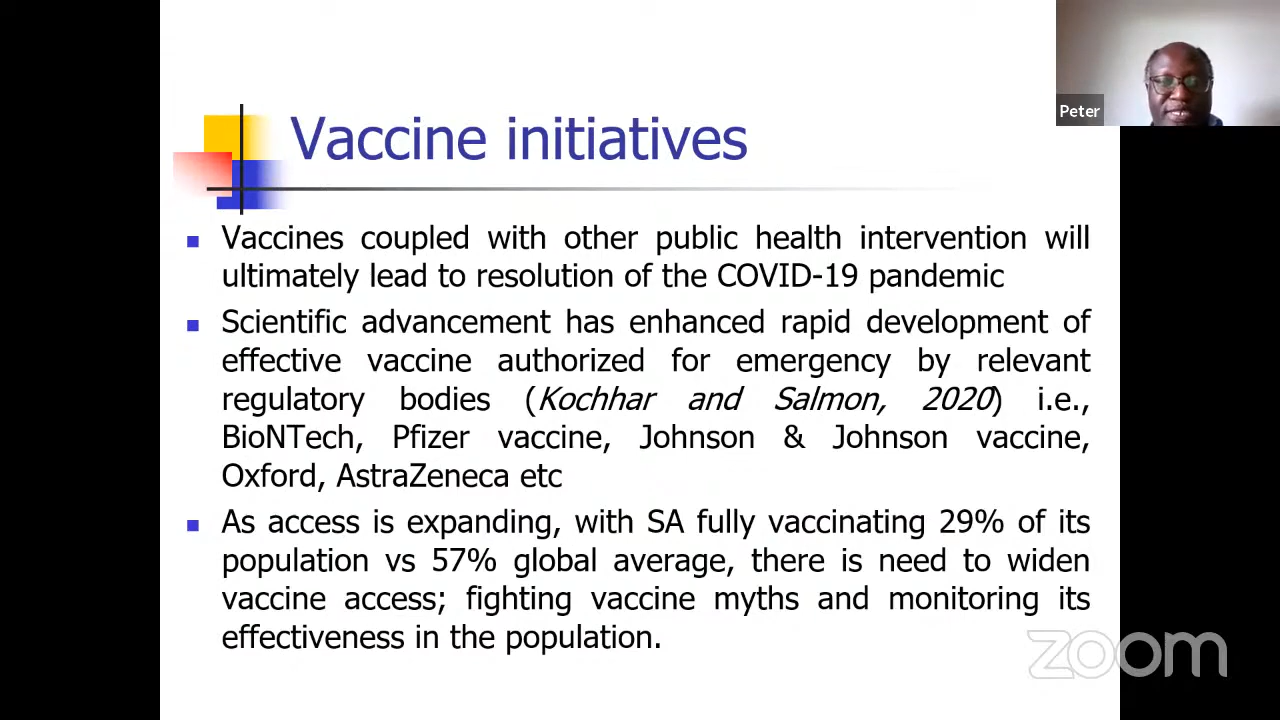 Peter
Vaccine initiatives
Vaccines coupled with other public health intervention will
ultimately lead to resolution of the COVID-19 pandemic
Scientific advancement has enhanced rapid development of
effective vaccine authorized for emergency by relevant
regulatory bodies (Kochhar and Salmon, 2020) i.e.,
BioNTech, Pfizer vaccine, Johnson & Johnson vaccine,
Oxford, AstraZeneca etc
As access is expanding, with SA fully vaccinating 29% of its
population vs 57% global average, there is need to widen
vaccine access; fighting vaccine myths and monitoring its
effectiveness in the population.
zoom